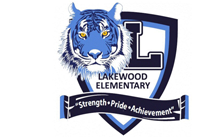 L
LAKEWOOD
ELEMENTARY
"Strength•Pride•Achievement"